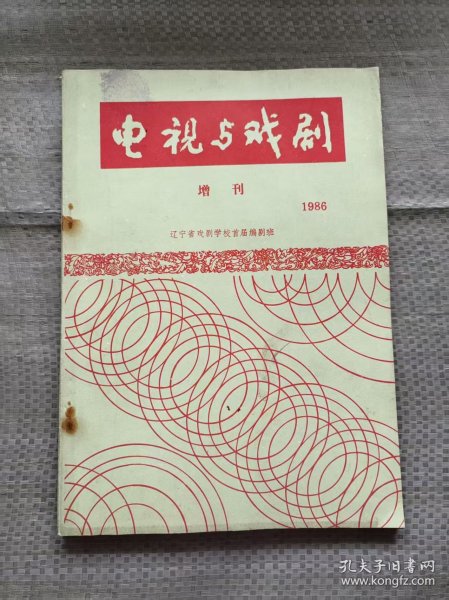 电视与戏剧
增刊
1986
辽宁省戏剧学校首届编剧班
孔夫子旧书网
www.kongfz.com